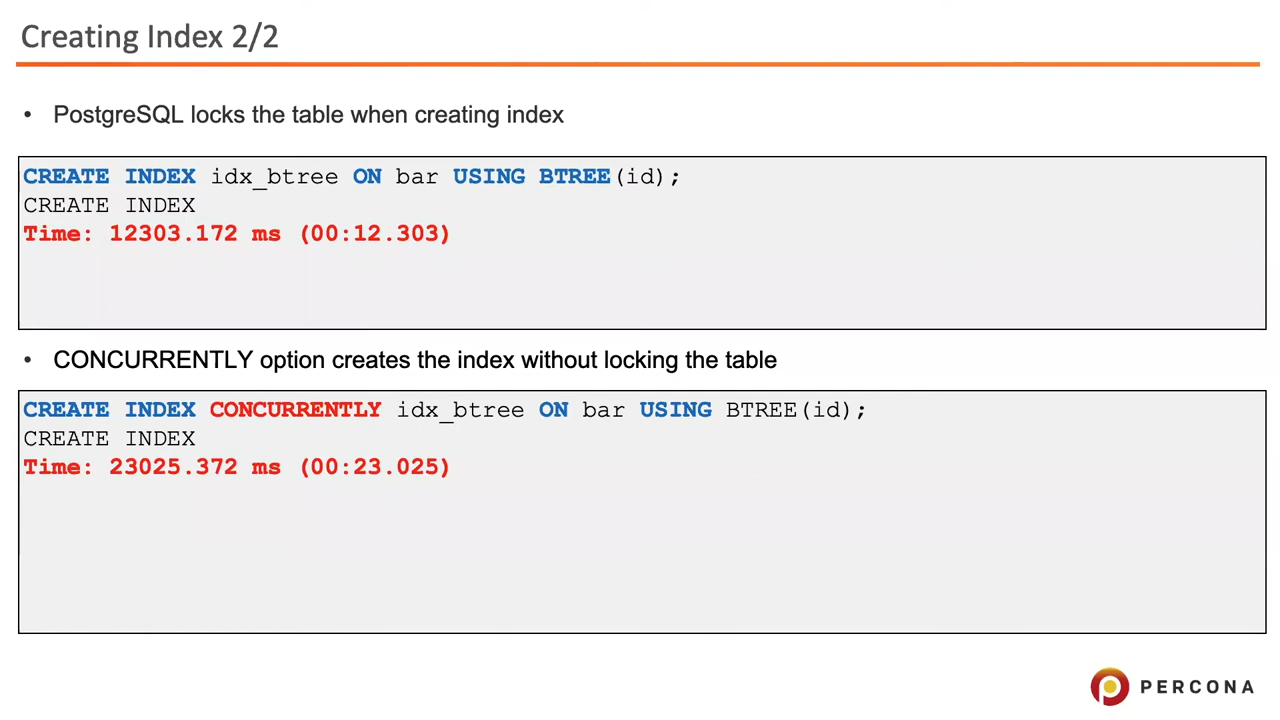 Creating Index 2/2
• PostgreSQL locks the table when creating index
CREATE INDEX idx_btree ON bar USING BTREE(id);
CREATE INDEX
Time: 12303.172 ms (00:12.303)
• CONCURRENTLY option creates the index without locking the table
CREATE INDEX CONCURRENTLY idx_btree ON bar USING BTREE(id);
CREATE INDEX
Time: 23025.372 ms (00:23.025)
PERCONA